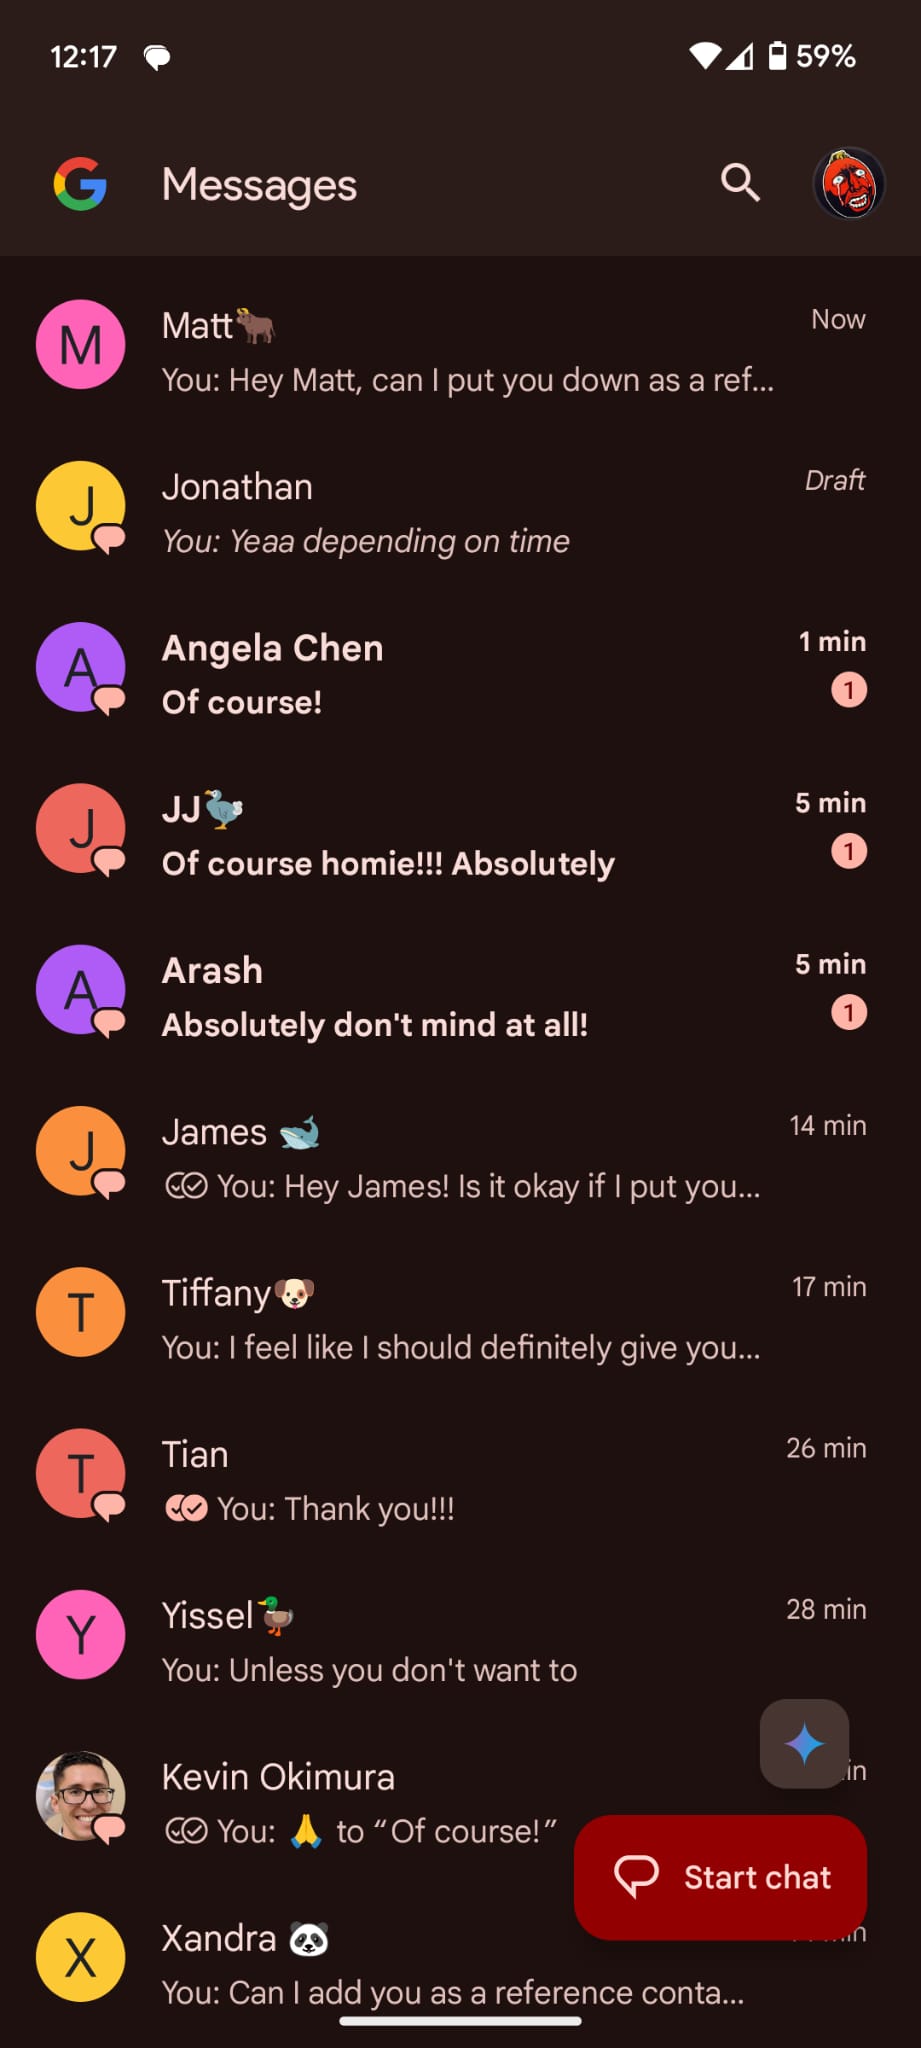 12:17
59%
Messages
M
Matt🐂
Now
You: Hey Matt, can I put you down as a ref...
J
Jonathan
Draft
You: Yeaa depending on time
A
Angela Chen
1 min
Of course!
1
J
JJ🦤
5 min
Of course homie!!! Absolutely
1
A
Arash
5 min
Absolutely don't mind at all!
1
J
James 🐋
14 min
You: Hey James! Is it okay if I put you...
T
Tiffany🐶
17 min
You: I feel like I should definitely give you...
T
Tian
26 min
You: Thank you!!!
Y
Yissel🦆
28 min
You: Unless you don't want to
Kevin Okimura
You: 🙏 to “Of course!”
Start chat
X
Xandra 🐼
You: Can I add you as a reference conta...